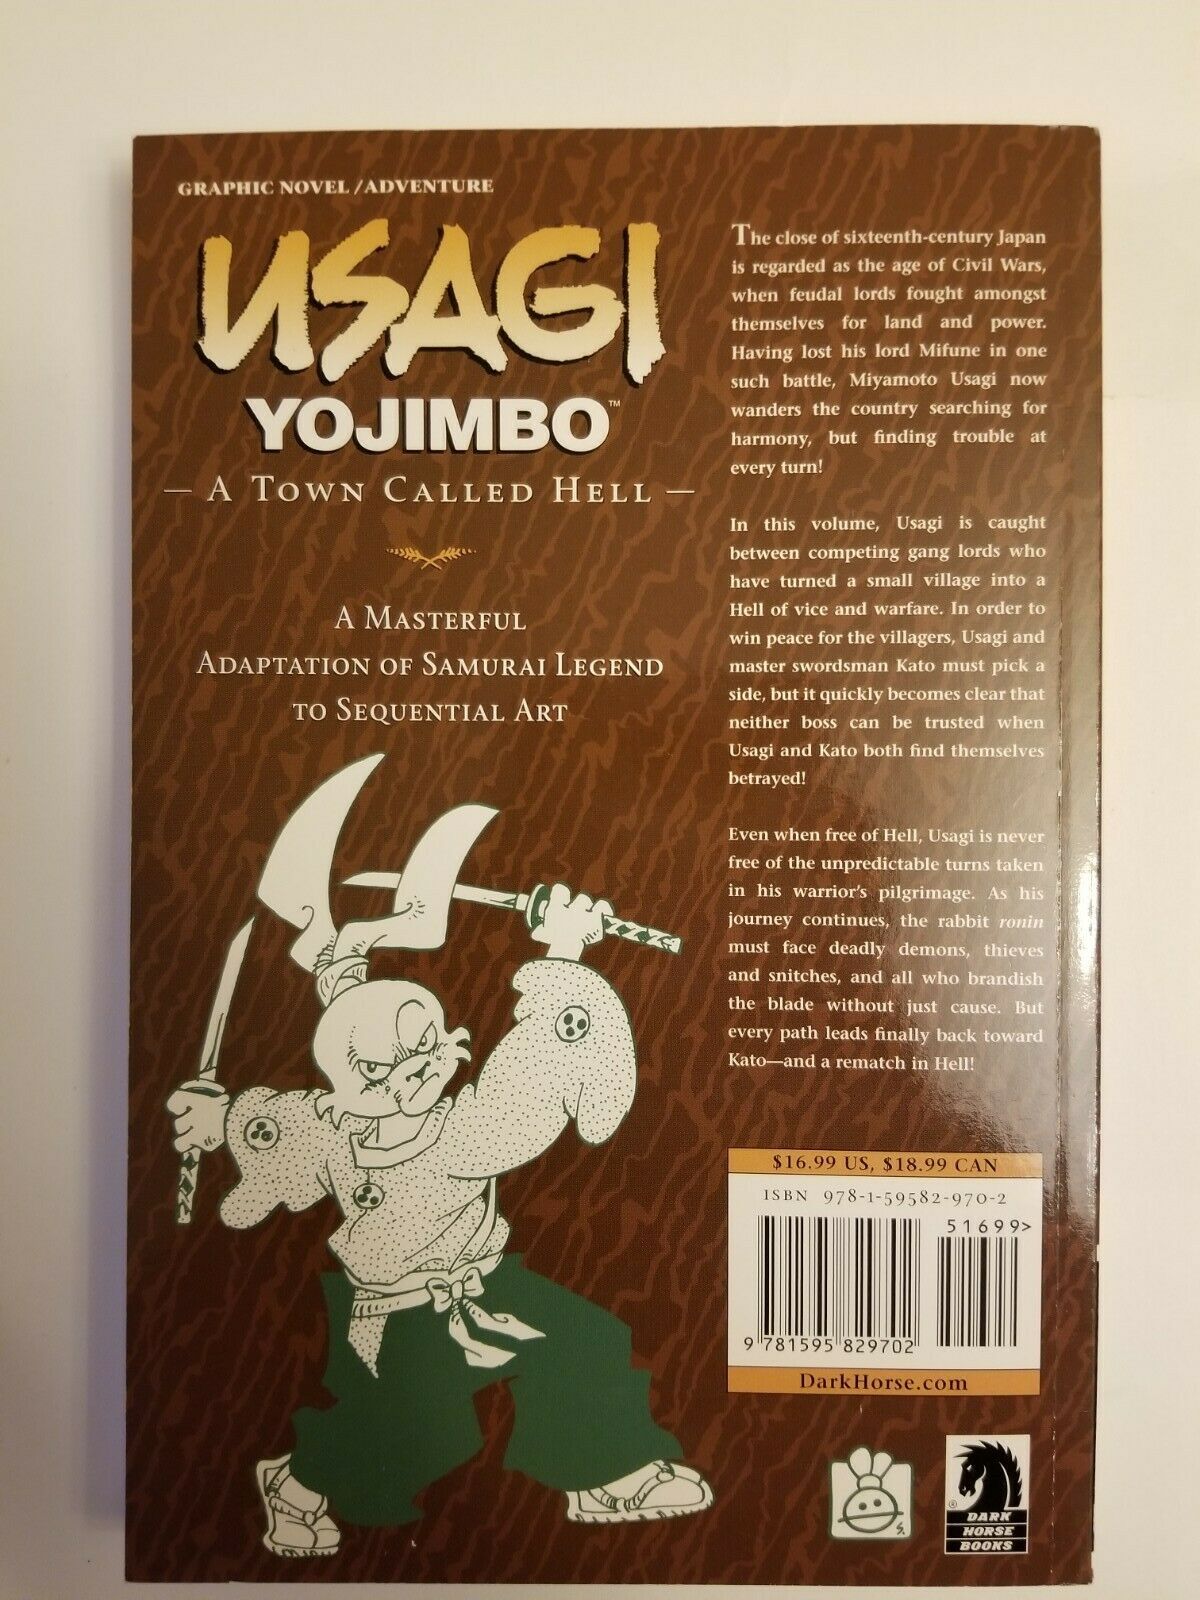 GRAPHIC NOVEL/ADVENTURE
USAGI
YOJIMBO™
— A TOWN CALLED HELL —
A MASTERFUL
ADAPTATION OF SAMURAI LEGEND
TO SEQUENTIAL ART
The close of sixteenth-century Japan
is regarded as the age of Civil Wars,
when feudal lords fought amongst
themselves for land and power.
Having lost his lord Mifune in one
such battle, Miyamoto Usagi now
wanders the country searching for
harmony, but finding trouble at
every turn!
In this volume, Usagi is caught
between competing gang lords who
have turned a small village into a
Hell of vice and warfare. In order to
win peace for the villagers, Usagi and
master swordsman Kato must pick a
side, but it quickly becomes clear that
neither boss can be trusted when
Usagi and Kato both find themselves
betrayed!
Even when free of Hell, Usagi is never
free of the unpredictable turns taken
in his warrior's pilgrimage. As his
journey continues, the rabbit ronin
must face deadly demons, thieves
and snitches, and all who brandish
the blade without just cause. But
every path leads finally back toward
Kato—and a rematch in Hell!
$16.99 US, $18.99 CAN
ISBN 978-1-59582-970-2
51699>
9 781595 829702
DarkHorse.com
S.
®
DARK
HORSE
BOOKS